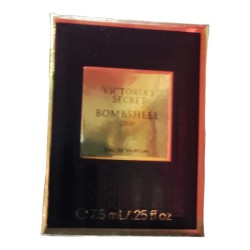 VICTORIA'S
SECRET
BOMBSHELL
EAU DE PARFUM
℮ 7.5 mL/.25 fl oz